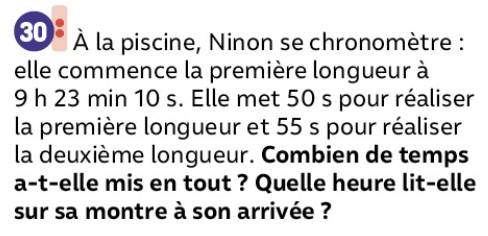 30 À la piscine, Ninon se chronomètre :
elle commence la première longueur à
9 h 23 min 10 s. Elle met 50 s pour réaliser
la première longueur et 55 s pour réaliser
la deuxième longueur. Combien de temps
a-t-elle mis en tout ? Quelle heure lit-elle
sur sa montre à son arrivée ?